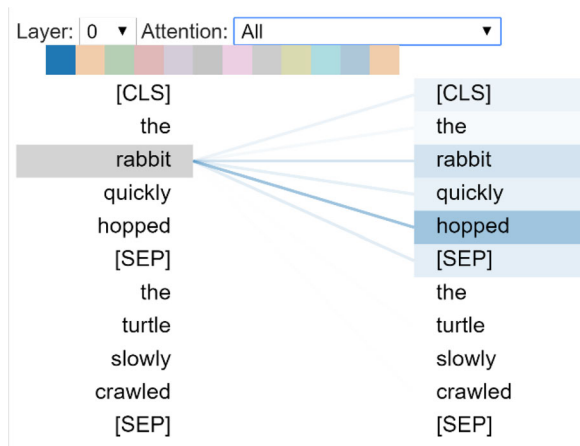 Layer: 0 Attention: All
[CLS] [CLS]
the the
rabbit rabbit
quickly quickly
hopped hopped
[SEP] [SEP]
the the
turtle turtle
slowly slowly
crawled crawled
[SEP] [SEP]